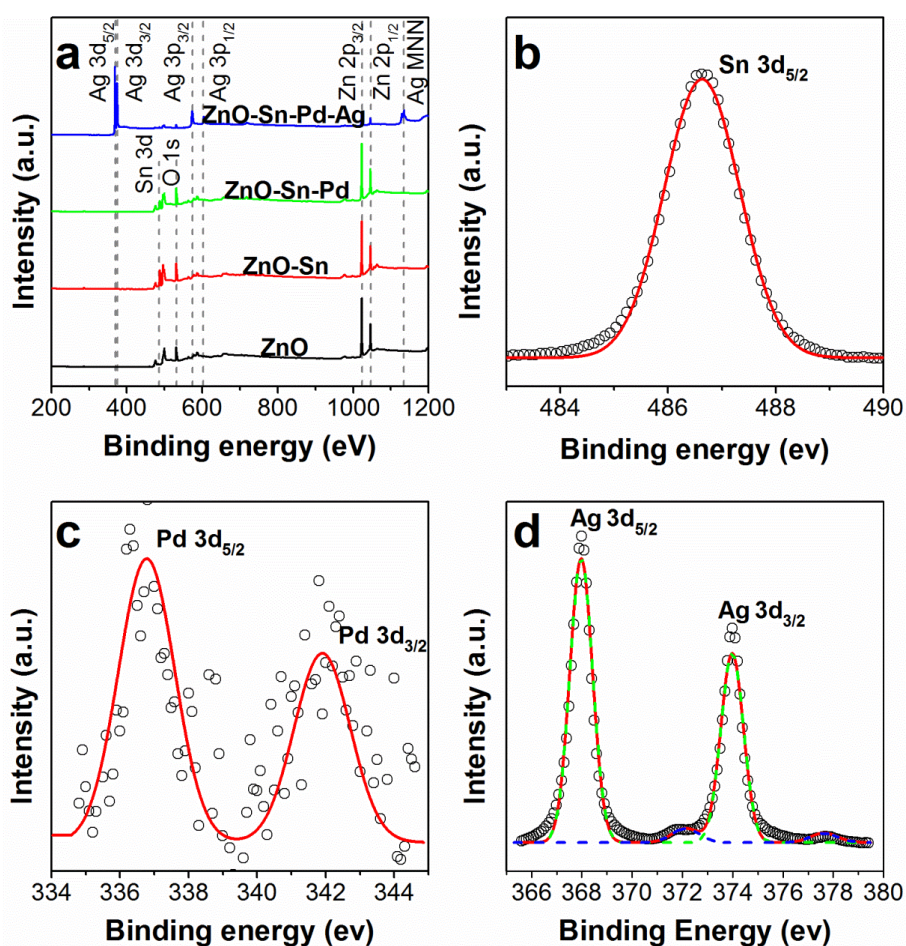 a
Ag 3d5/2
Ag 3d3/2
Ag 3p3/2
Ag 3p1/2
Zn 2p3/2
Zn 2p1/2
Ag MNN
ZnO-Sn-Pd-Ag
Sn 3d
O 1s
ZnO-Sn-Pd
ZnO-Sn
ZnO
Intensity (a.u.)
200 400 600 800 1000 1200
Binding energy (eV)
b
Sn 3d5/2
Intensity (a.u.)
484 486 488 490
Binding energy (ev)
c
Pd 3d5/2
Pd 3d3/2
Intensity (a.u.)
334 336 338 340 342 344
Binding energy (ev)
d
Ag 3d5/2
Ag 3d3/2
Intensity (a.u.)
366 368 370 372 374 376 378 380
Binding Energy (ev)